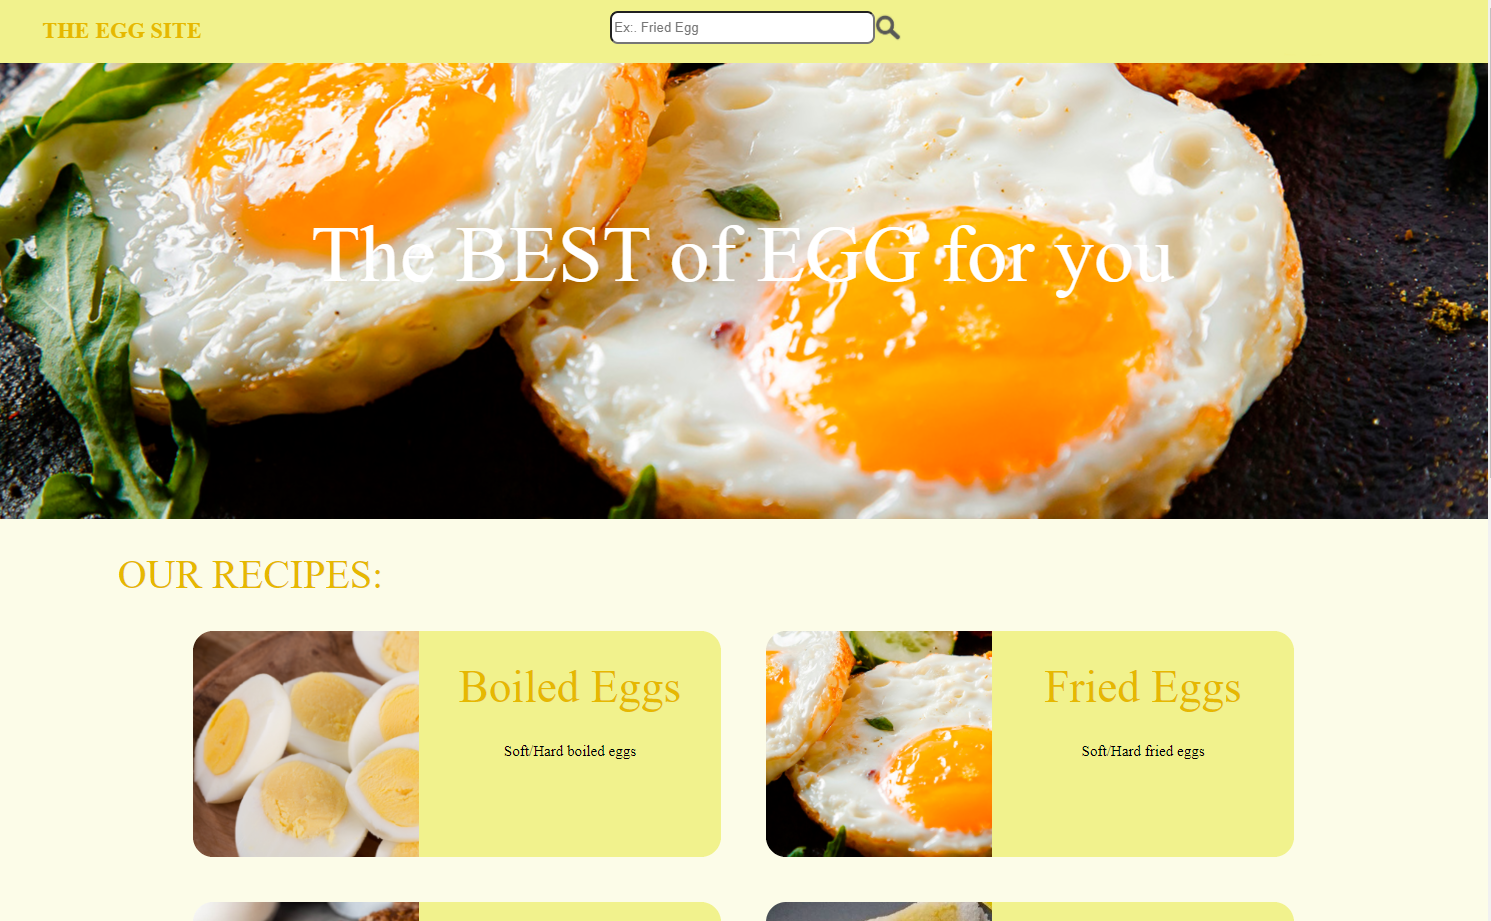 THE EGG SITE
Ex:. Fried Egg
The BEST of EGG for you
OUR RECIPES:
Boiled Eggs
Soft/Hard boiled eggs
Fried Eggs
Soft/Hard fried eggs